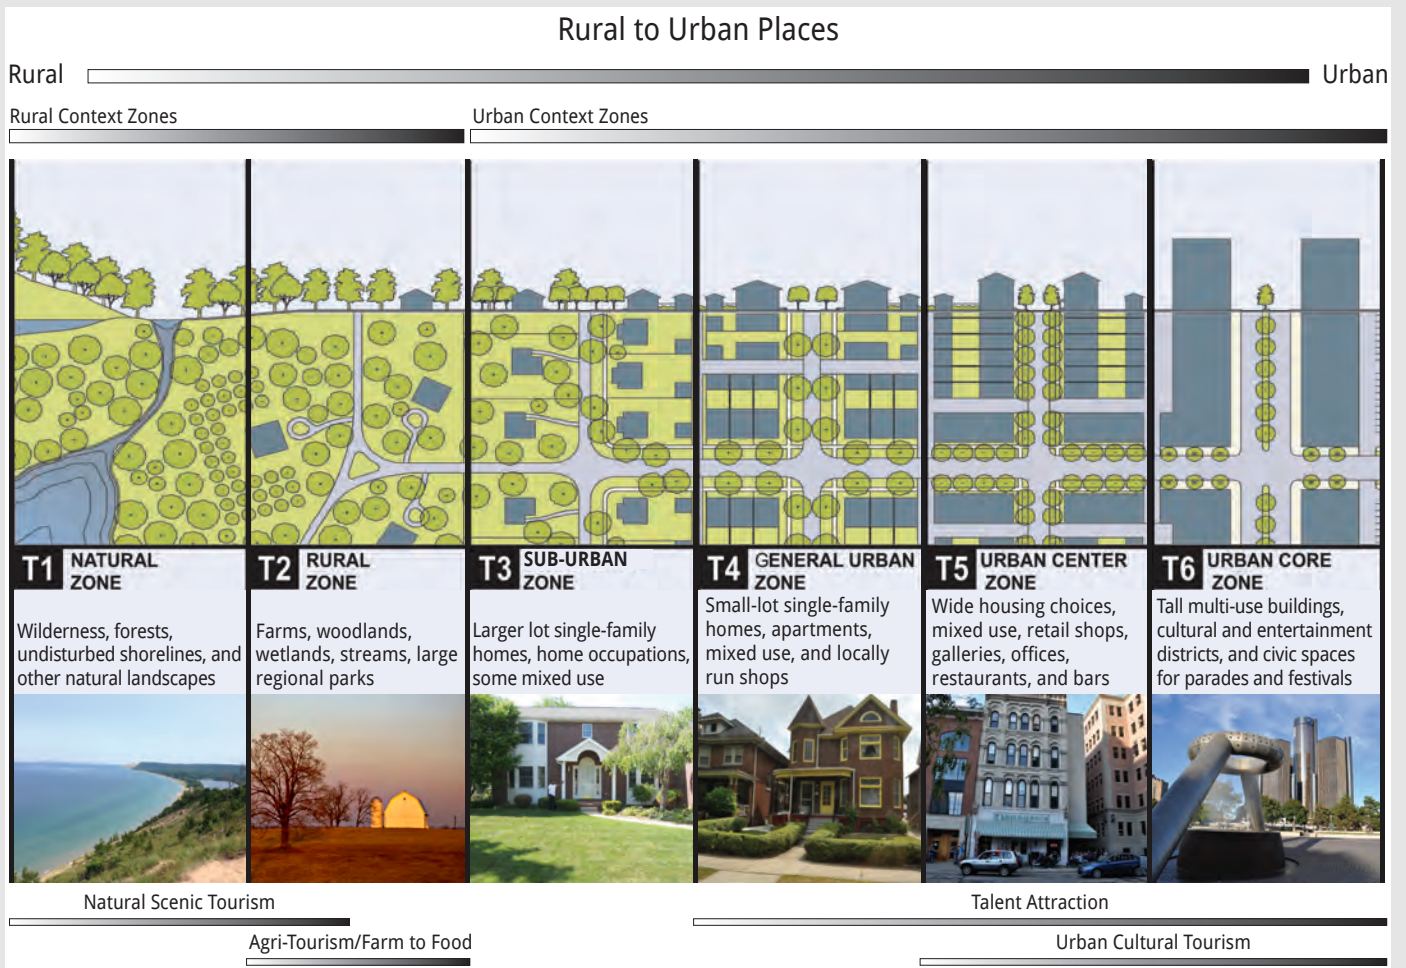 Rural to Urban Places
Rural
Urban
Rural Context Zones
Urban Context Zones
T1 NATURAL
ZONE
T2 RURAL
ZONE
T3 SUB-URBAN
ZONE
T4 GENERAL URBAN
ZONE
T5 URBAN CENTER
ZONE
T6 URBAN CORE
ZONE
Wilderness, forests,
undisturbed shorelines, and
other natural landscapes
Farms, woodlands,
wetlands, streams, large
regional parks
Larger lot single-family
homes, home occupations,
some mixed use
Small-lot single-family
homes, apartments,
mixed use, and locally
run shops
Wide housing choices,
mixed use, retail shops,
galleries, offices,
restaurants, and bars
Tall multi-use buildings,
cultural and entertainment
districts, and civic spaces
for parades and festivals
Natural Scenic Tourism
Talent Attraction
Agri-Tourism/Farm to Food
Urban Cultural Tourism